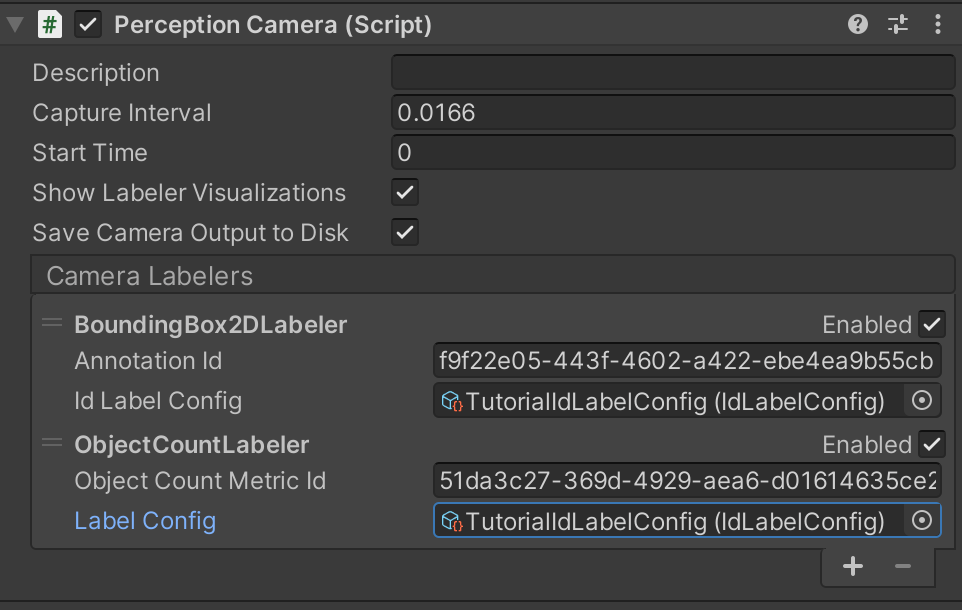 # Perception Camera (Script)
Description
Capture Interval 0.0166
Start Time 0
Show Labeler Visualizations
Save Camera Output to Disk
Camera Labelers
BoundingBox2DLabeler Enabled
Annotation Id f9f22e05-443f-4602-a422-ebe4ea9b55cb
Id Label Config TutorialIdLabelConfig (IdLabelConfig)
ObjectCountLabeler Enabled
Object Count Metric Id 51da3c27-369d-4929-aea6-d01614635ce2
Label Config TutorialIdLabelConfig (IdLabelConfig)